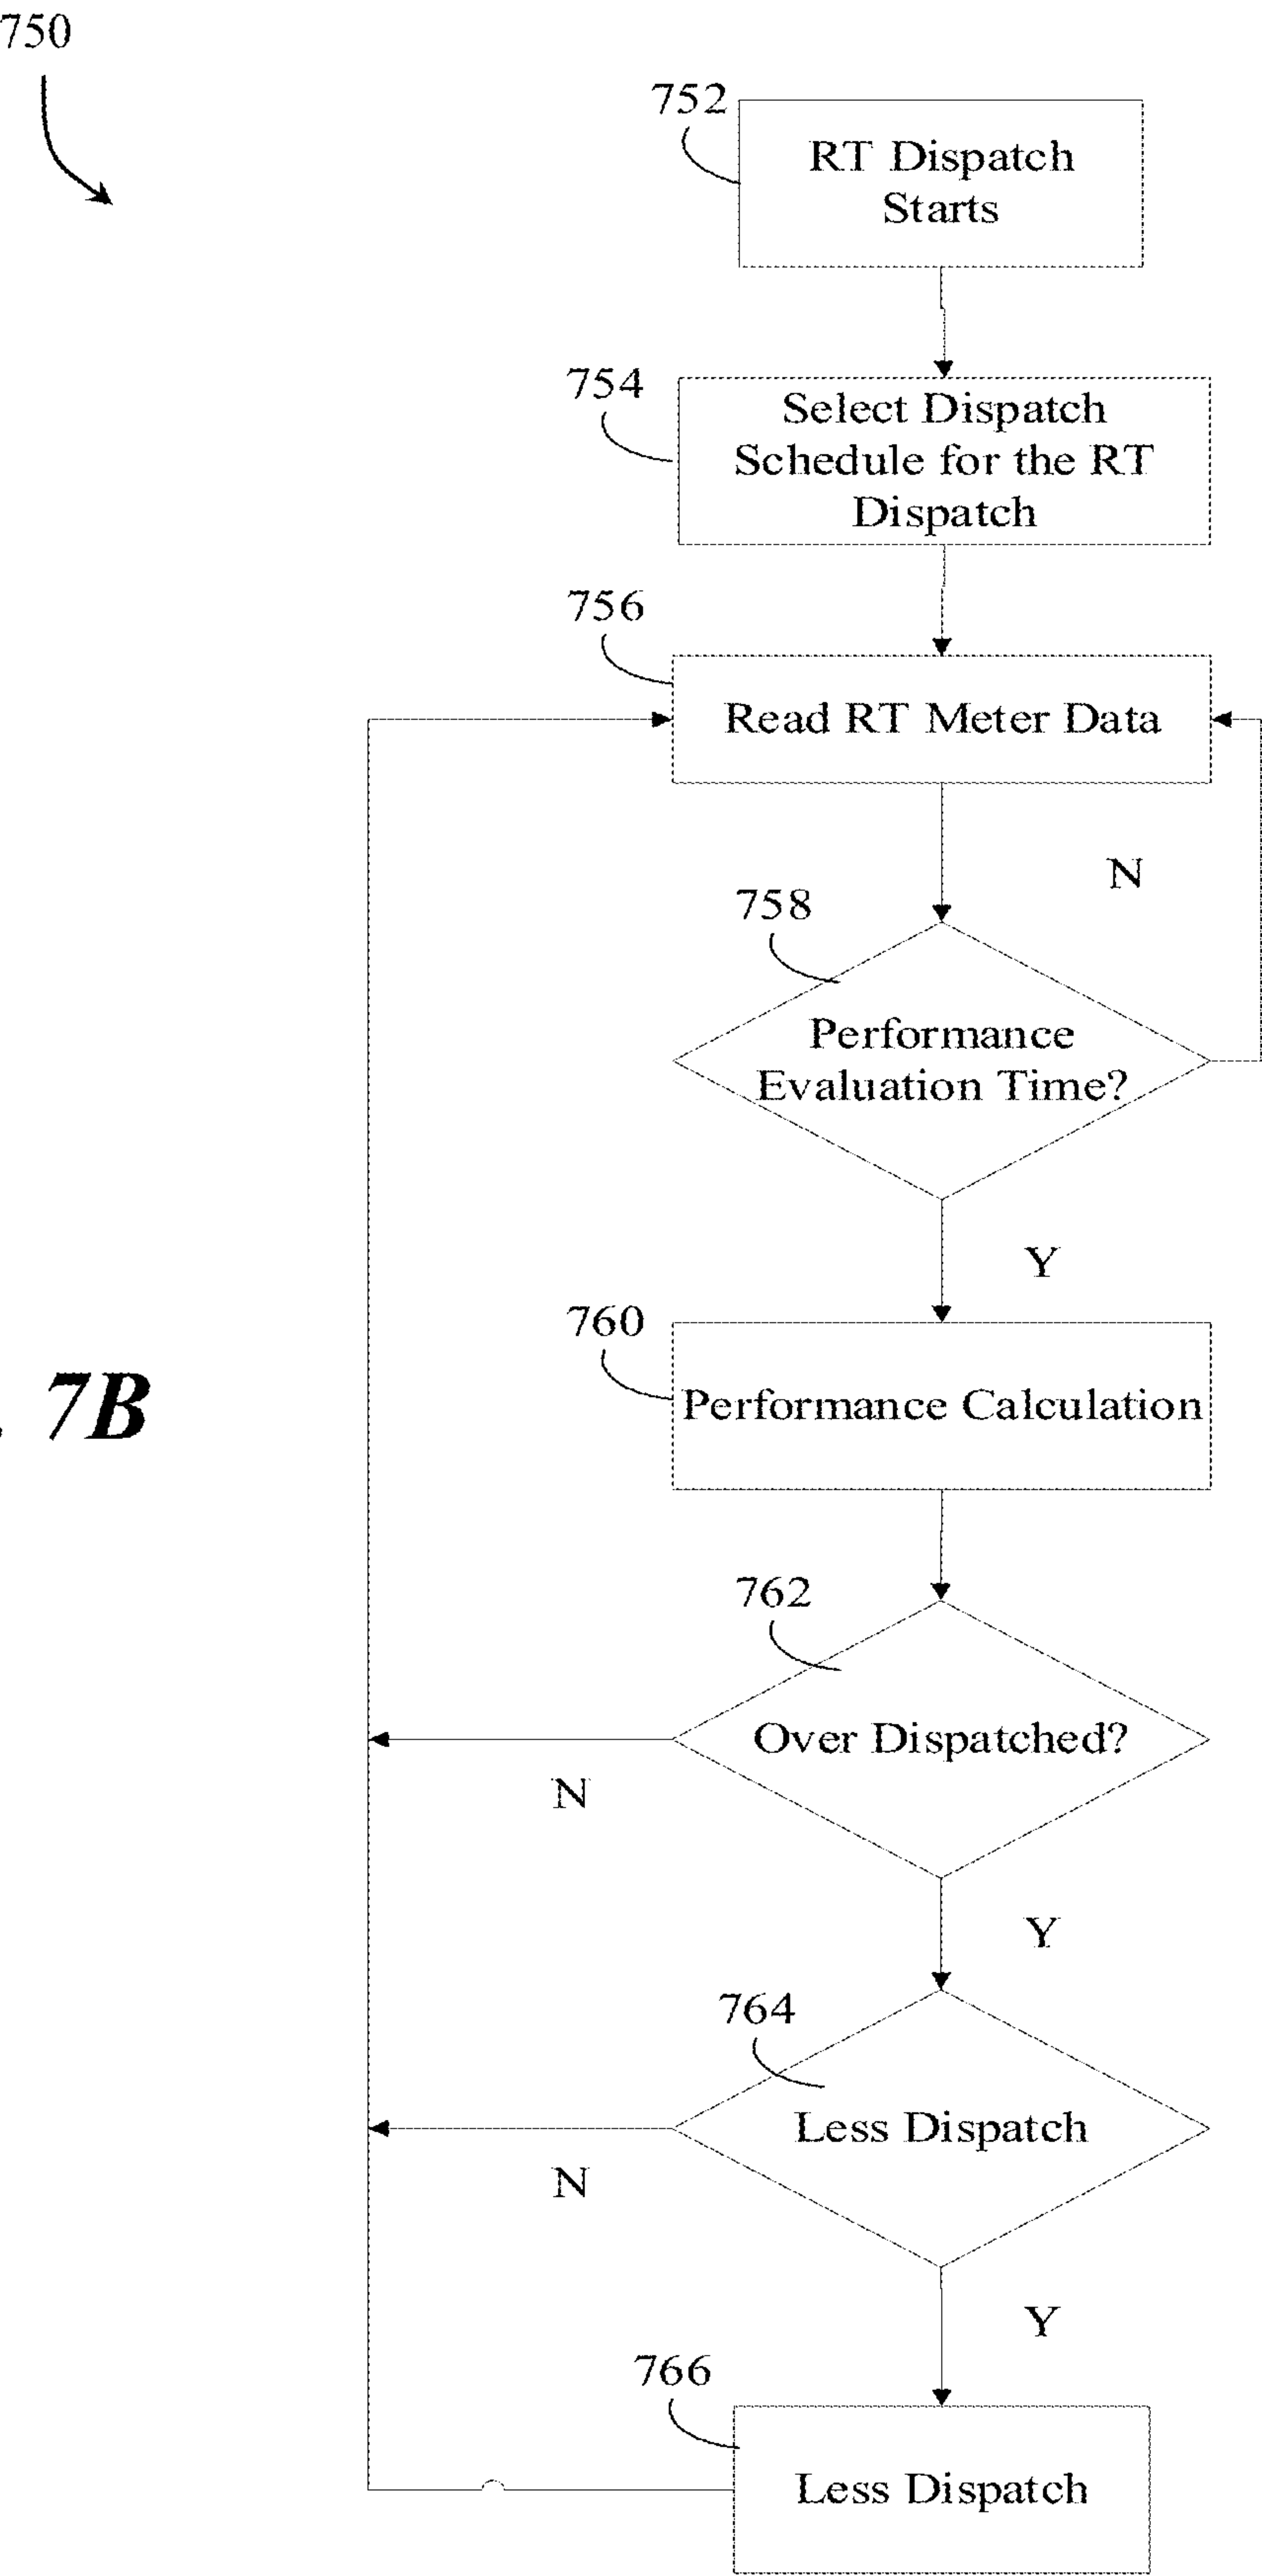 750
752
RT Dispatch
Starts
754
Select Dispatch
Schedule for the RT
Dispatch
756
Read RT Meter Data
N
758
Performance
Evaluation Time?
Y
760
Performance Calculation
7B
762
Over Dispatched?
N
Y
764
Less Dispatch
N
Y
766
Less Dispatch